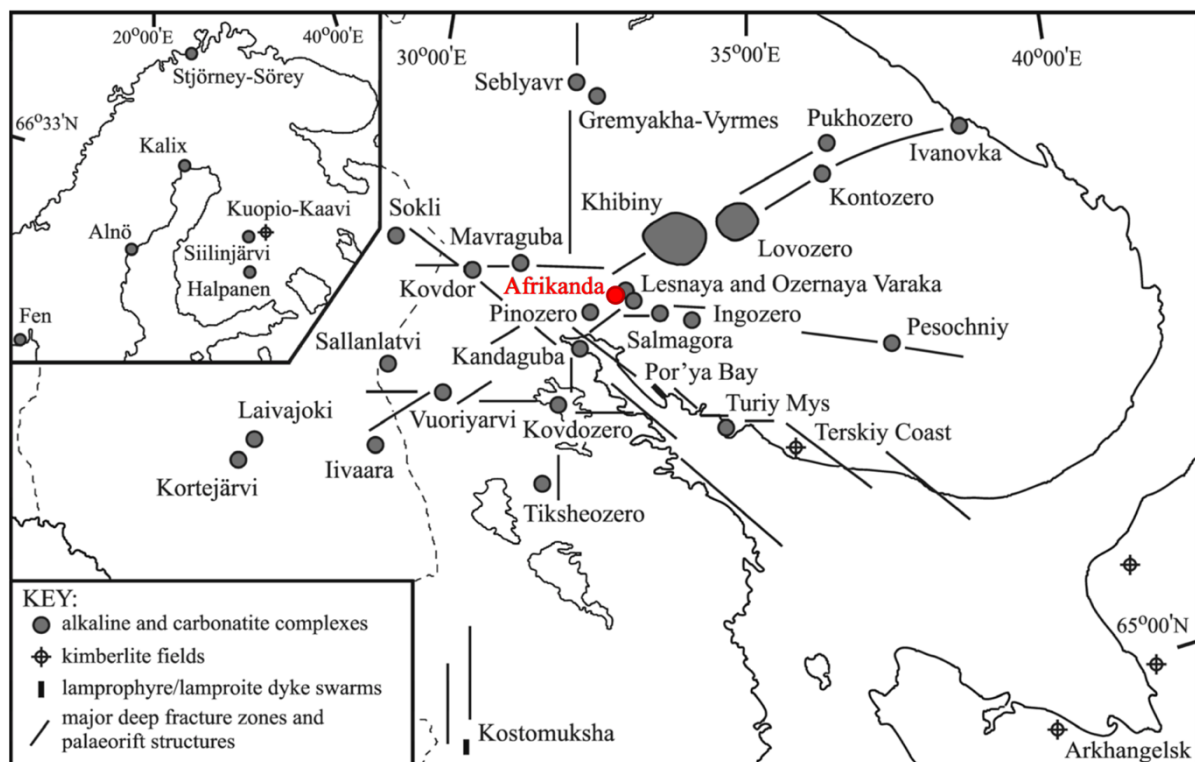 20°00'E
40°00'E
Stjörney-Sörey
66°33'N
Kalix
Kuopio-Kaavi
Alnö
Siilinjärvi
Halpanen
Fen
30°00'E
35°00'E
40°00'E
Seblyavr
Gremyakha-Vyrmes
Pukhozero
Ivanovka
Kontozero
Khibiny
Lovozero
Sokli
Mavraguba
Kovdor
Afrikanda
Lesnaya and Ozernaya Varaka
Pinozero
Ingozero
Salmagora
Pesochniy
Sallanlatvi
Kandaguba
Por'ya Bay
Vuoriyarvi
Kovdozero
Turiy Mys
Terskiy Coast
Laivajoki
Kortejärvi
Iivaara
Tiksheozero
65°00'N
Kostomuksha
Arkhangelsk
KEY:
alkaline and carbonatite complexes
kimberlite fields
lamprophyre/lamproite dyke swarms
major deep fracture zones and
palaeorift structures